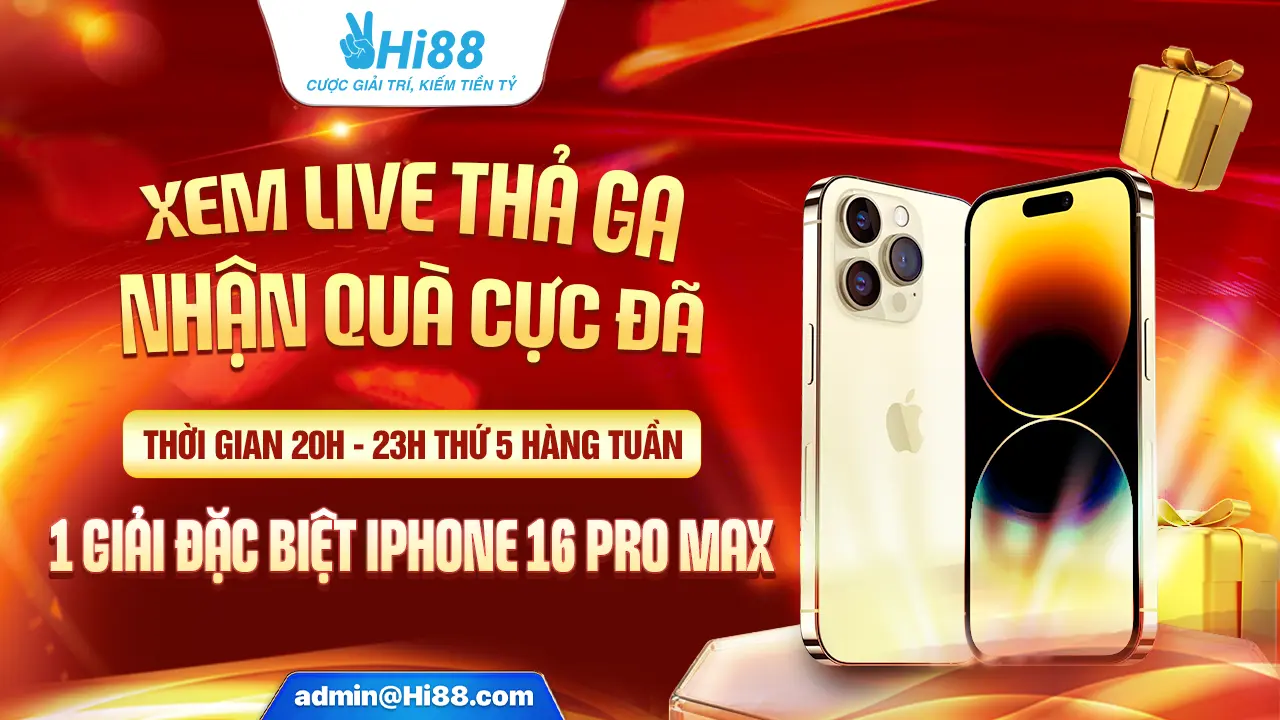 Hi88
CƯỢC GIẢI TRÍ, KIẾM TIỀN TỶ
XEM LIVE THẢ GA
NHẬN QUÀ CỰC ĐÃ
THỜI GIAN 20H - 23H THỨ 5 HÀNG TUẦN
1 GIẢI ĐẶC BIỆT IPHONE 16 PRO MAX
admin@Hi88.com